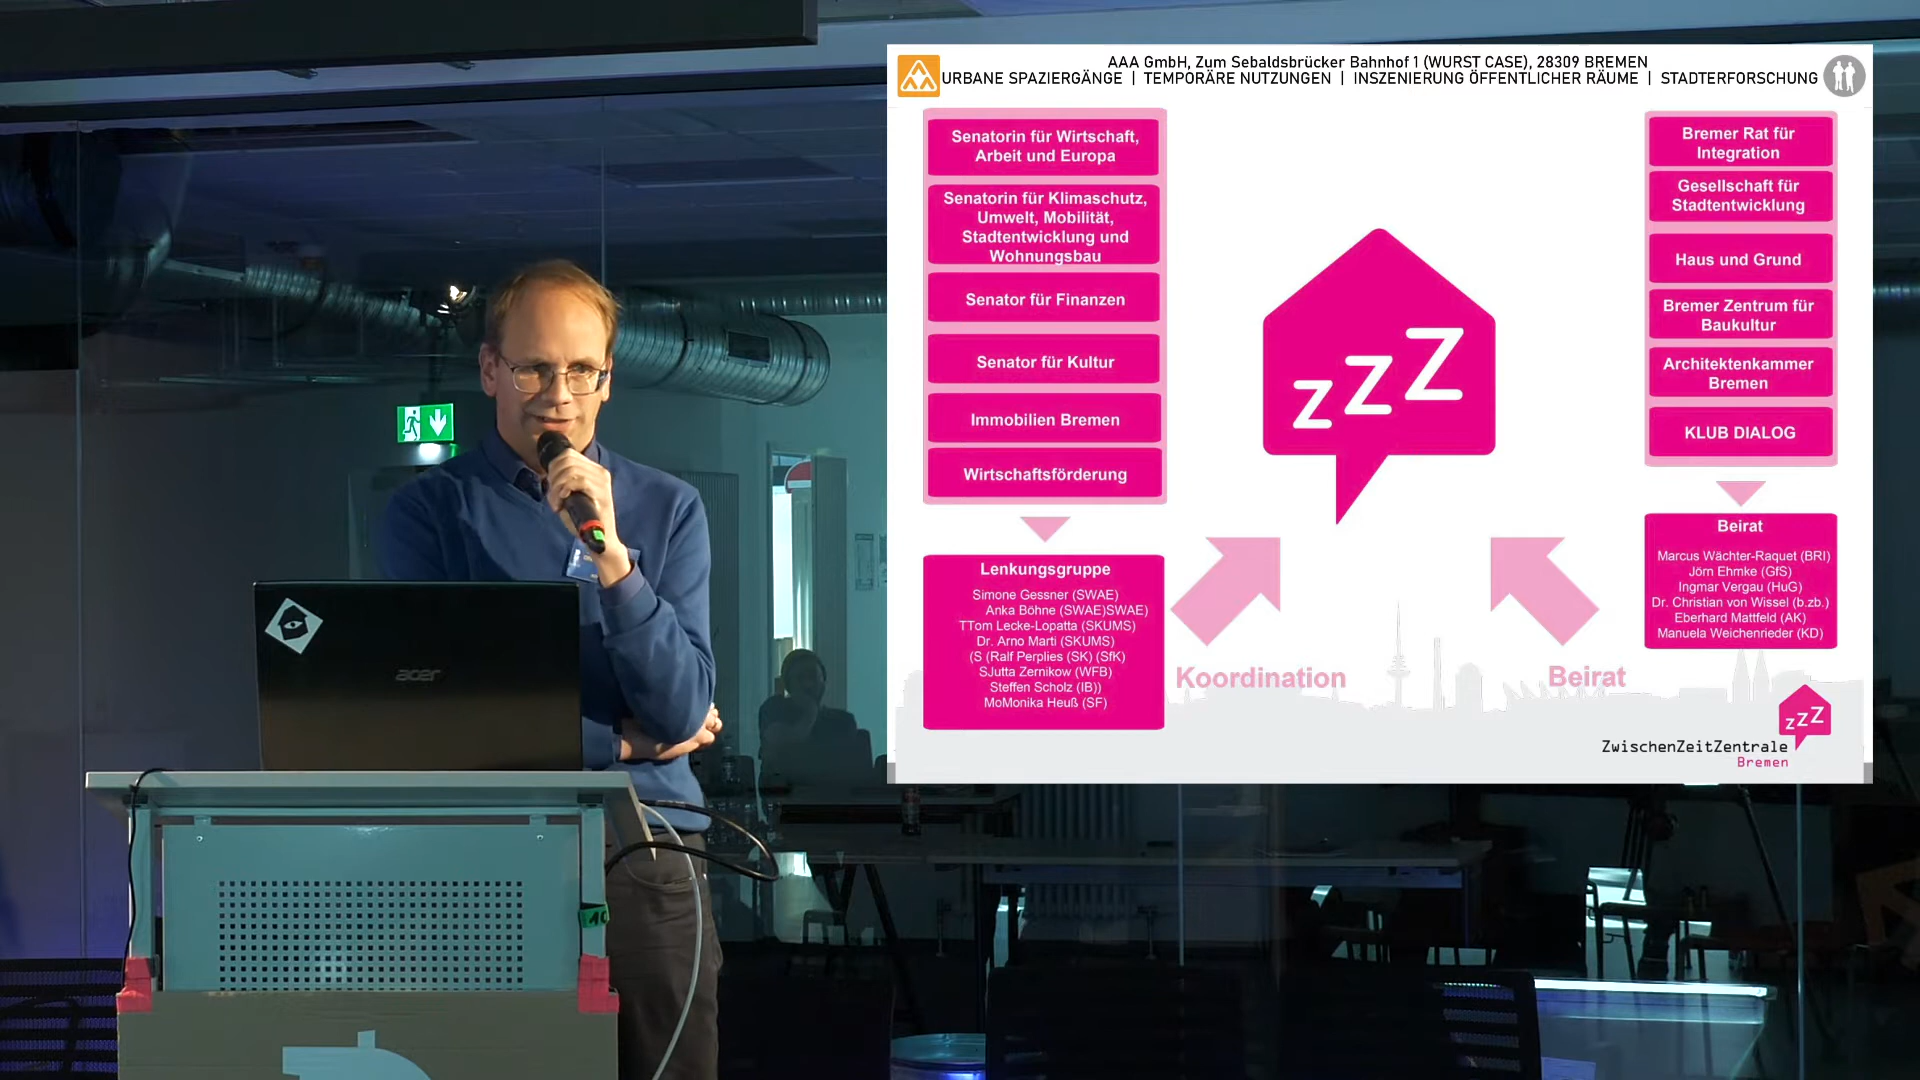 AAA GmbH, Zum Sebaldsbrücker Bahnhof 1 (WURST CASE), 28309 BREMEN
URBANE SPAZIERGÄNGE | TEMPORÄRE NUTZUNGEN | INSZENIERUNG ÖFFENTLICHER RÄUME | STADTERFORSCHUNG
Senatorin für Wirtschaft,
Arbeit und Europa
Senatorin für Klimaschutz,
Umwelt, Mobilität,
Stadtentwicklung und
Wohnungsbau
Senator für Finanzen
Senator für Kultur
Immobilien Bremen
Wirtschaftsförderung
Lenkungsgruppe
Simone Gessner (SWAE)
Anka Böhne (SWAE)SWAE)
TTom Lecke-Lopatta (SKUMS)
Dr. Arno Marti (SKUMS)
(S (Ralf Perplies (SK) (SfK)
SJutta Zernikow (WFB)
Steffen Scholz (IB))
MoMonika Heuß (SF)
zzZ
Koordination
Beirat
Bremer Rat für
Integration
Gesellschaft für
Stadtentwicklung
Haus und Grund
Bremer Zentrum für
Baukultur
Architektenkammer
Bremen
KLUB DIALOG
Beirat
Marcus Wächter-Raquet (BRI)
Jörn Ehmke (GfS)
Ingmar Vergau (HuG)
Dr. Christian von Wissel (b.zb.)
Eberhard Mattfeld (AK)
Manuela Weichenrieder (KD)
zzZ
ZwischenZeitZentrale
Bremen
acer